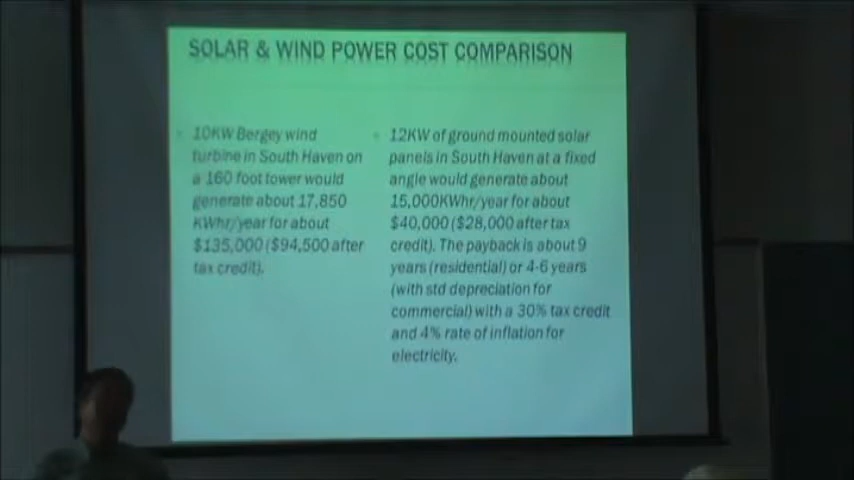 SOLAR & WIND POWER COST COMPARISON
10KW Bergey wind
turbine in South Haven on
a 160 foot tower would
generate about 17,850
KWhr/year for about
$135,000 ($94,500 after
tax credit).
12KW of ground mounted solar
panels in South Haven at a fixed
angle would generate about
15,000KWhr/year for about
$40,000 ($28,000 after tax
credit). The payback is about 9
years (residential) or 4-6 years
(with std depreciation for
commercial) with a 30% tax credit
and 4% rate of inflation for
electricity.